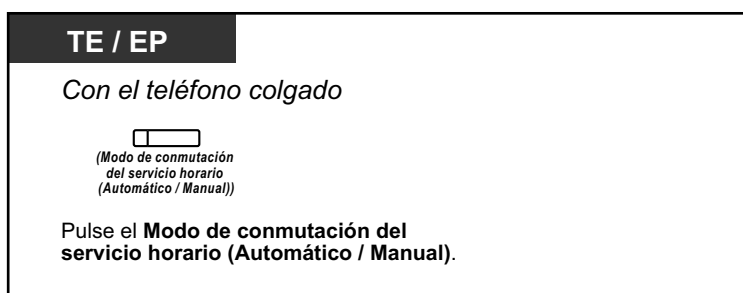 TE / EP
Con el teléfono colgado
(Modo de conmutación
del servicio horario
(Automático / Manual))
Pulse el Modo de conmutación del
servicio horario (Automático / Manual).